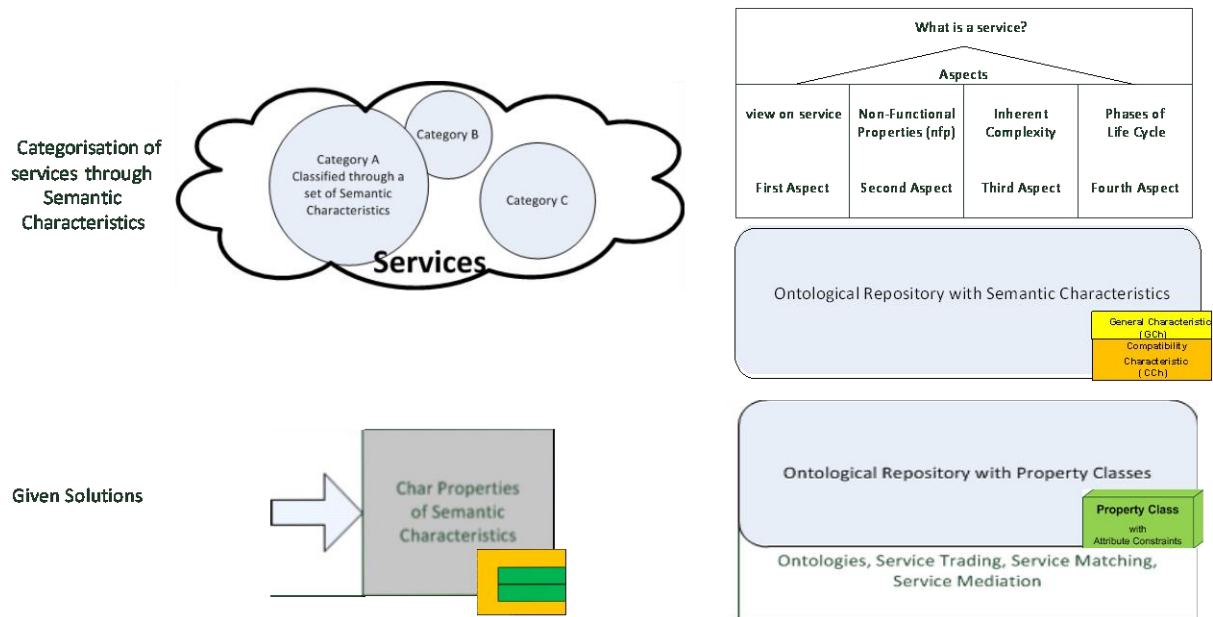 Categorisation of
services through
Semantic
Characteristics
Category A
Classified through a
set of Semantic
Characteristics
Category B
Category C
Services
What is a service?
Aspects
view on service
Non-Functional
Properties (nfp)
Inherent
Complexity
Phases of
Life Cycle
First Aspect
Second Aspect
Third Aspect
Fourth Aspect
Ontological Repository with Semantic Characteristics
General Characteristic
(GCh)
Compatibility
Characteristic
(CCh)
Given Solutions
Char Properties
of Semantic
Characteristics
Ontological Repository with Property Classes
Property Class
with
Attribute Constraints
Ontologies, Service Trading, Service Matching,
Service Mediation